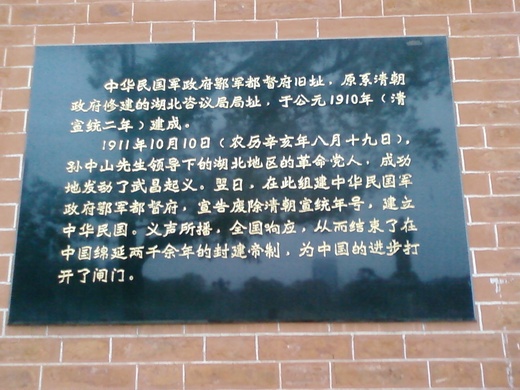 中华民国军政府鄂军都督府旧址，原系清朝
政府修建的湖北咨议局局址，于公元1910年（清
宣统二年）建成。
1911年10月10日（农历辛亥年八月十九日），
孙中山先生领导下的湖北地区的革命党人，成功
地发动了武昌起义。翌日，在此组建中华民国军
政府鄂军都督府，宣告废除清朝宣统年号，建立
中华民国。义声所播，全国响应，从而结束了在
中国绵延两千余年的封建帝制，为中国的进步打
开了闸门。